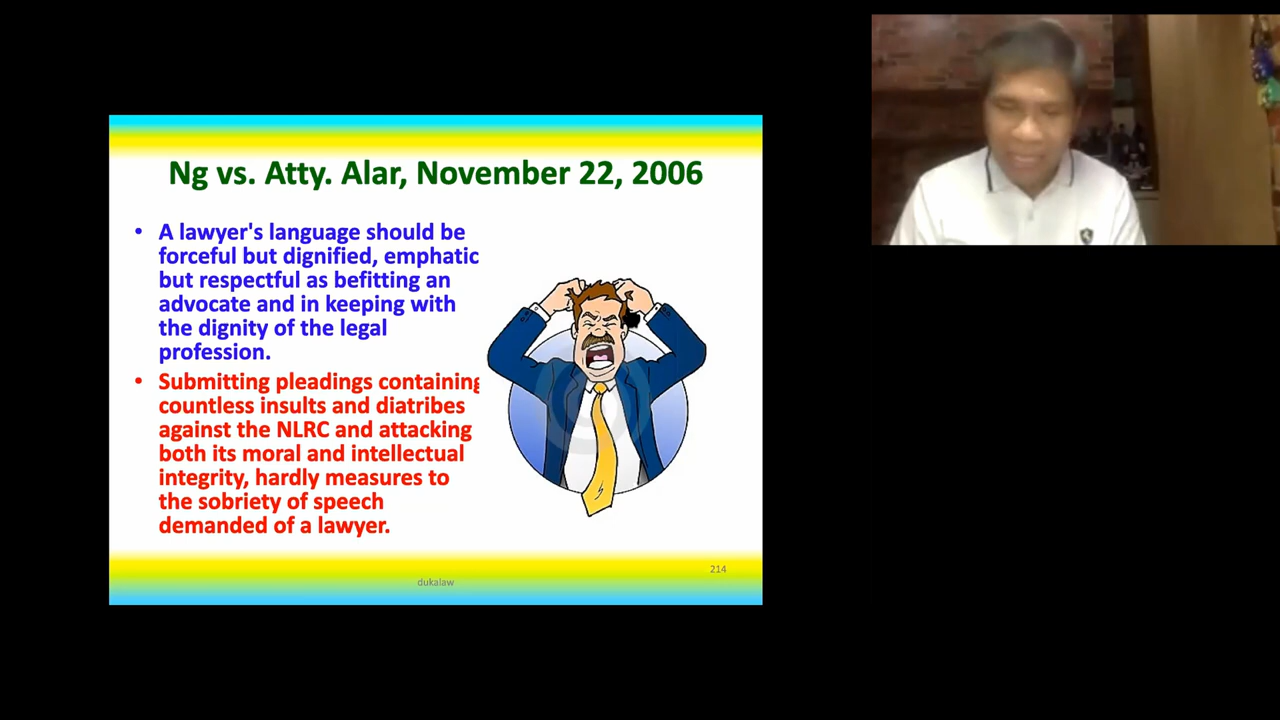 Ng vs. Atty. Alar, November 22, 2006
• A lawyer's language should be
forceful but dignified, emphatic
but respectful as befitting an
advocate and in keeping with
the dignity of the legal
profession.
• Submitting pleadings containing
countless insults and diatribes
against the NLRC and attacking
both its moral and intellectual
integrity, hardly measures to
the sobriety of speech
demanded of a lawyer.
214
dukalaw